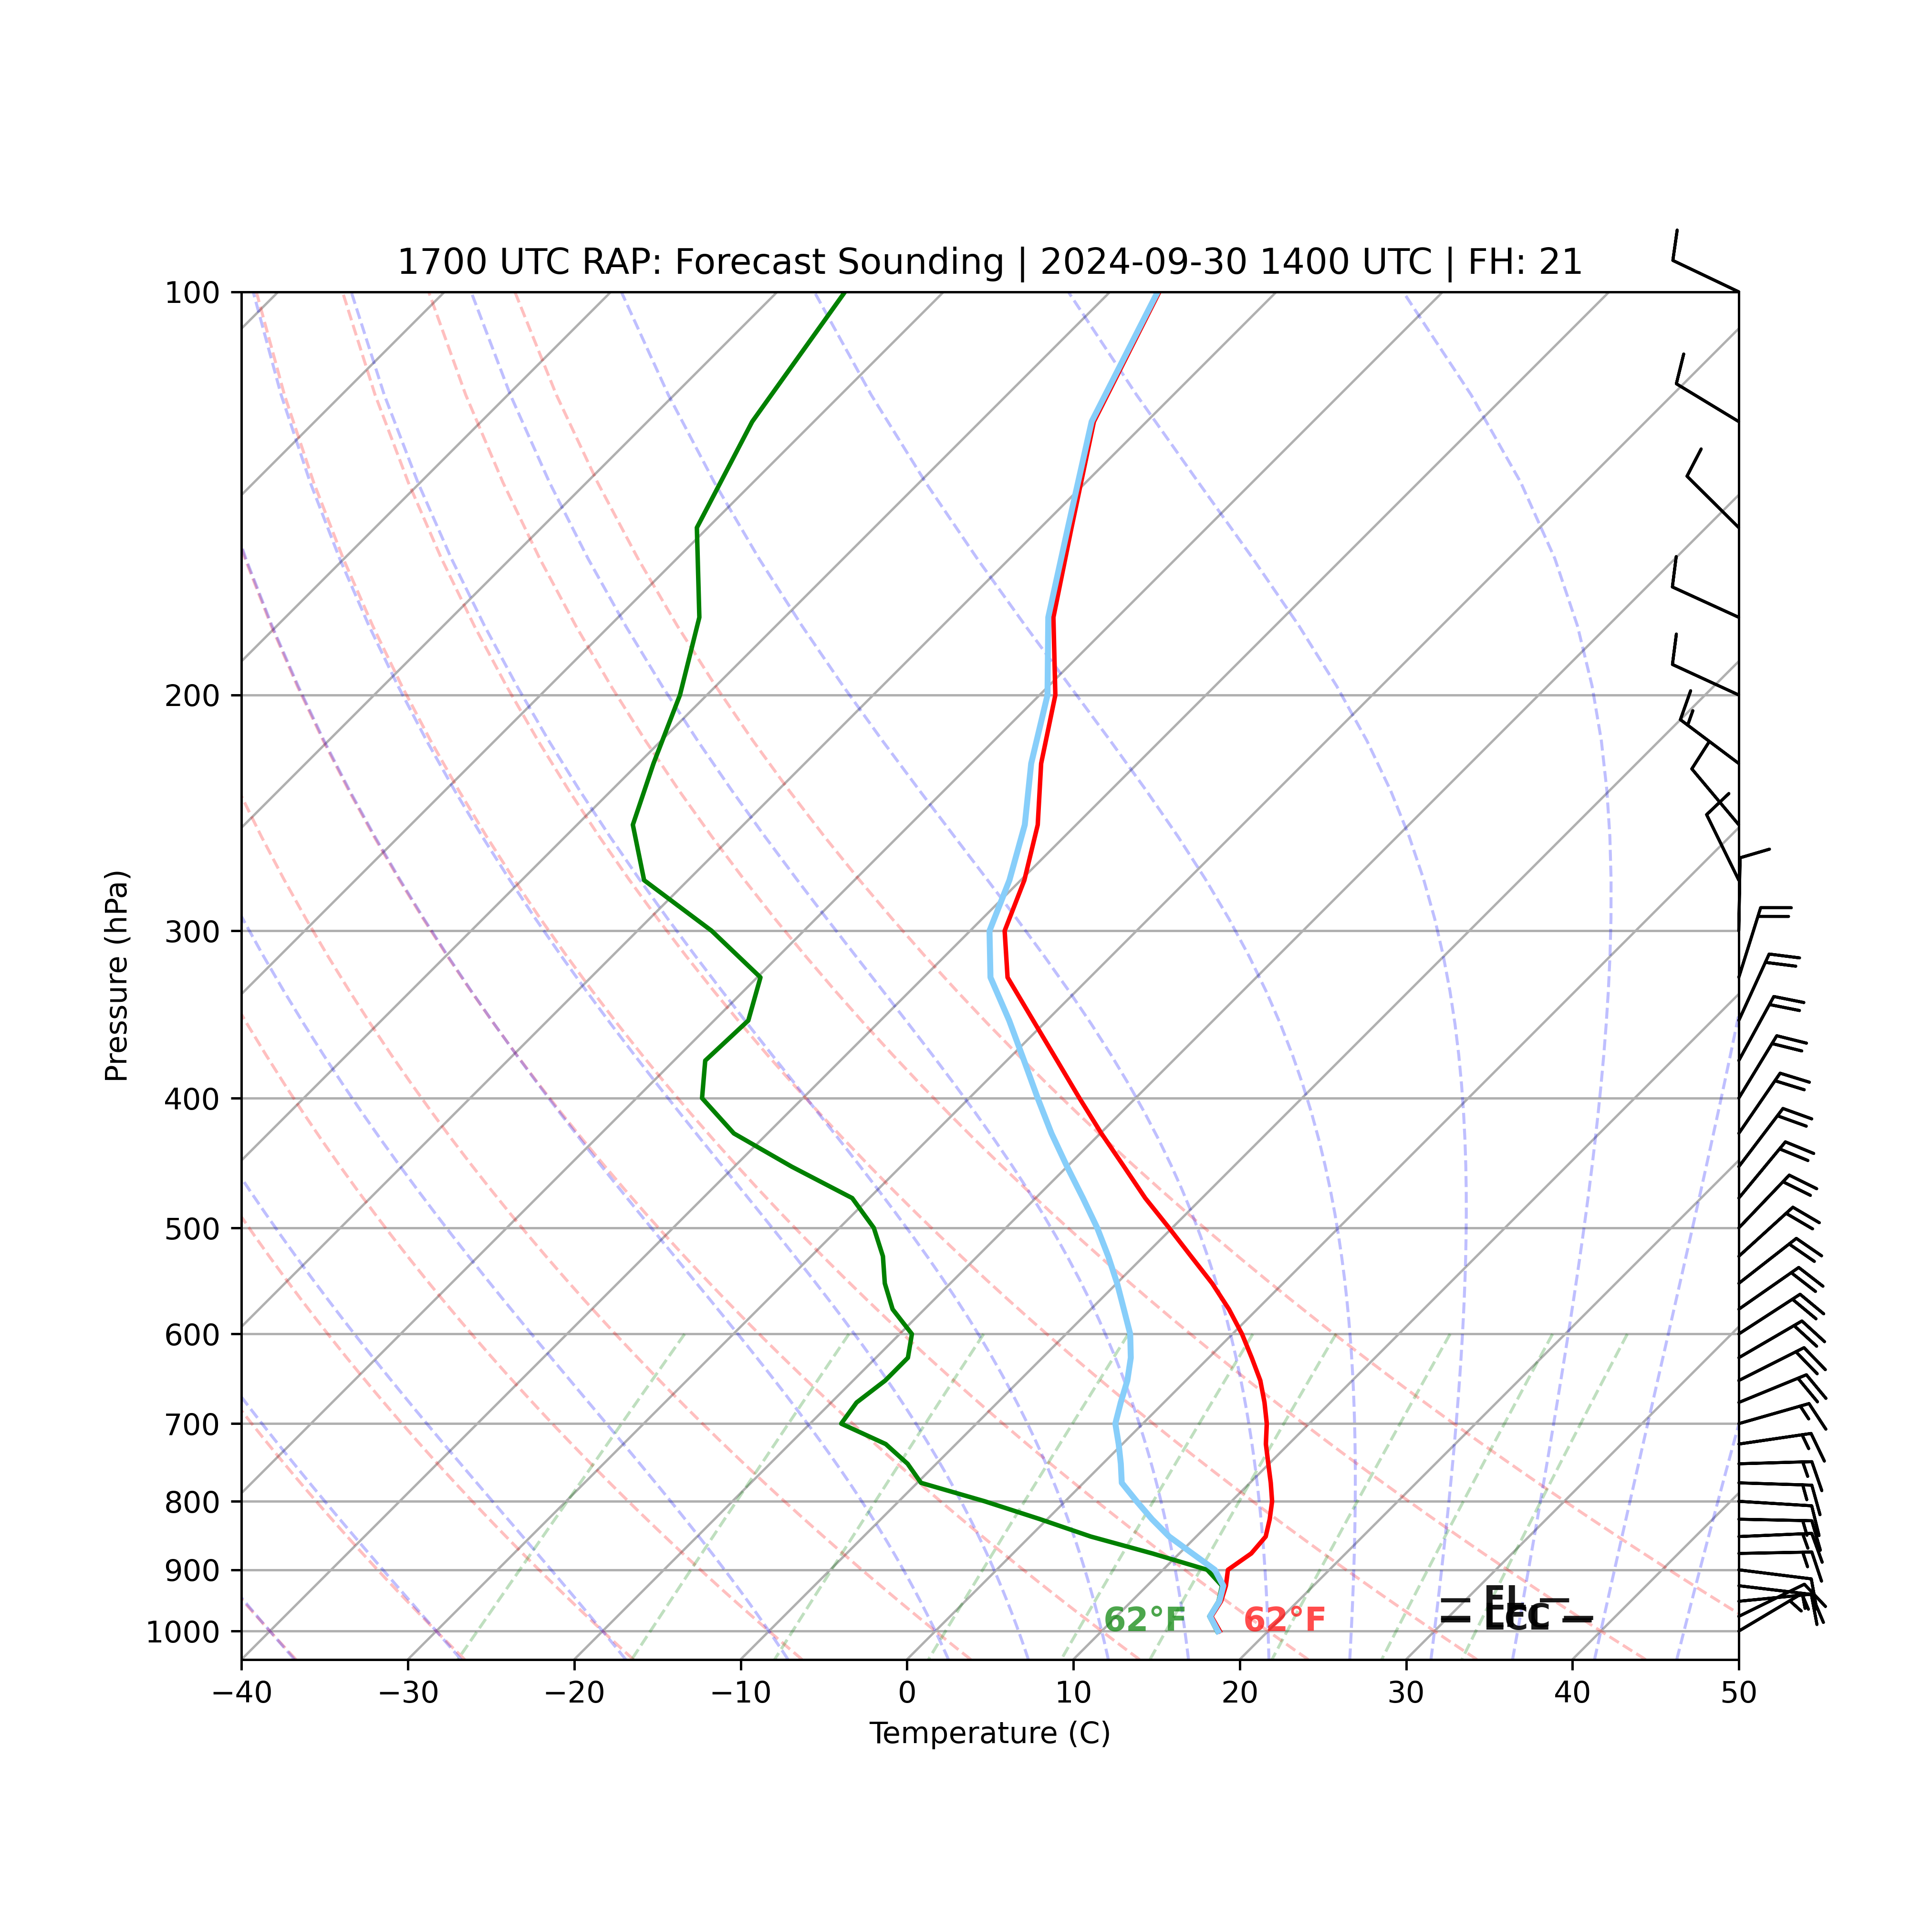 1700 UTC RAP: Forecast Sounding | 2024-09-30 1400 UTC | FH: 21
100
200
300
400
500
600
700
800
900
1000
Pressure (hPa)
— EL —
62°F 62°F
−40 −30 −20 −10 0 10 20 30 40 50
Temperature (C)